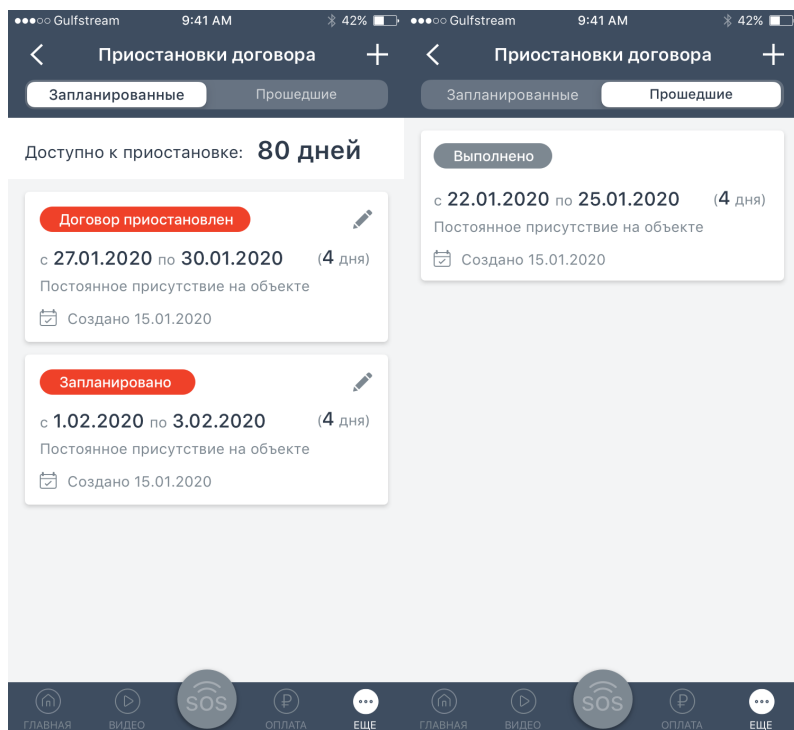 Gulfstream 9:41 AM 42%
Приостановки договора
Запланированные Прошедшие
Доступно к приостановке: 80 дней
Договор приостановлен
с 27.01.2020 по 30.01.2020 (4 дня)
Постоянное присутствие на объекте
Создано 15.01.2020
Запланировано
с 1.02.2020 по 3.02.2020 (4 дня)
Постоянное присутствие на объекте
Создано 15.01.2020
ГЛАВНАЯ ВИДЕО SOS ОПЛАТА ЕЩЕ
Gulfstream 9:41 AM 42%
Приостановки договора
Запланированные Прошедшие
Выполнено
с 22.01.2020 по 25.01.2020 (4 дня)
Постоянное присутствие на объекте
Создано 15.01.2020
ГЛАВНАЯ ВИДЕО SOS ОПЛАТА ЕЩЕ